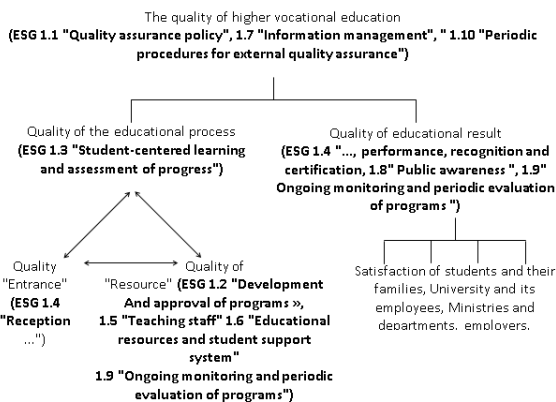 The quality of higher vocational education
(ESG 1.1 "Quality assurance policy", 1.7 "Information management", " 1.10 "Periodic
procedures for external quality assurance")
Quality of the educational process
(ESG 1.3 "Student-centered learning
and assessment of progress")
Quality of educational result
(ESG 1.4 "..., performance, recognition and
certification, 1.8" Public awareness ", 1.9"
Ongoing monitoring and periodic evaluation
of programs ")
Quality
"Entrance"
(ESG 1.4
"Reception
...")
Quality of
"Resource" (ESG 1.2 "Development
And approval of programs »,
1.5 "Teaching staff" 1.6 "Educational
resources and student support
system"
1.9 "Ongoing monitoring and periodic
evaluation of programs")
Satisfaction of students and their
families, University and its
employees, Ministries and
departments, employers,